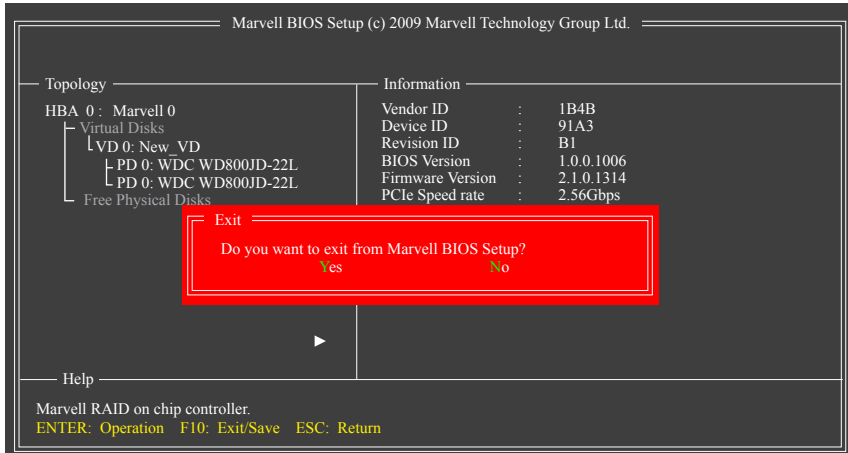 Marvell BIOS Setup (c) 2009 Marvell Technology Group Ltd.
Topology
HBA 0 : Marvell 0
Virtual Disks
VD 0: New_VD
PD 0: WDC WD800JD-22L
PD 0: WDC WD800JD-22L
Free Physical Disks
Information
Vendor ID : 1B4B
Device ID : 91A3
Revision ID : B1
BIOS Version : 1.0.0.1006
Firmware Version : 2.1.0.1314
PCIe Speed rate : 2.56Gbps
Exit
Do you want to exit from Marvell BIOS Setup?
Yes No
Help
Marvell RAID on chip controller.
ENTER: Operation F10: Exit/Save ESC: Return